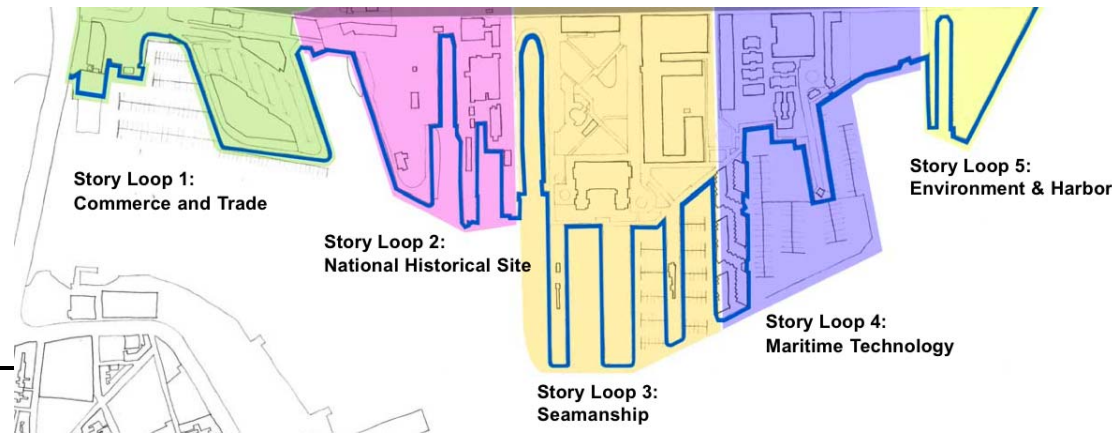 Story Loop 1:
Commerce and Trade
Story Loop 2:
National Historical Site
Story Loop 3:
Seamanship
Story Loop 4:
Maritime Technology
Story Loop 5:
Environment & Harbor